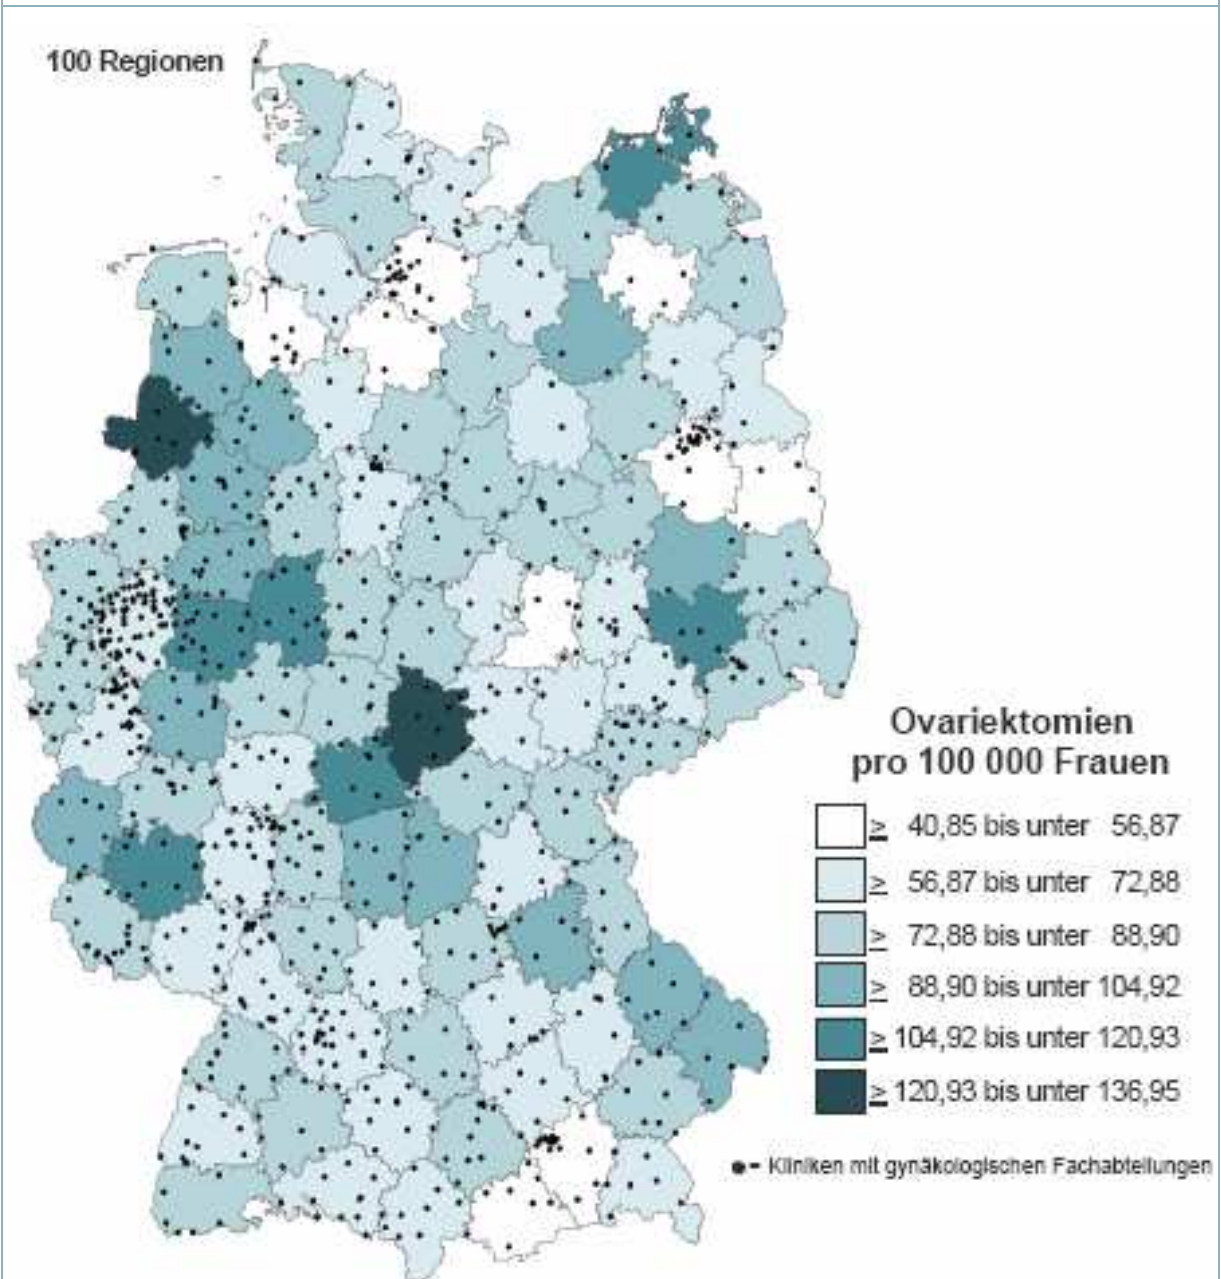 100 Regionen
Ovariektomien
pro 100 000 Frauen
≥ 40,85 bis unter 56,87
≥ 56,87 bis unter 72,88
≥ 72,88 bis unter 88,90
≥ 88,90 bis unter 104,92
≥ 104,92 bis unter 120,93
≥ 120,93 bis unter 136,95
●- Kliniken mit gynäkologischen Fachabteilungen